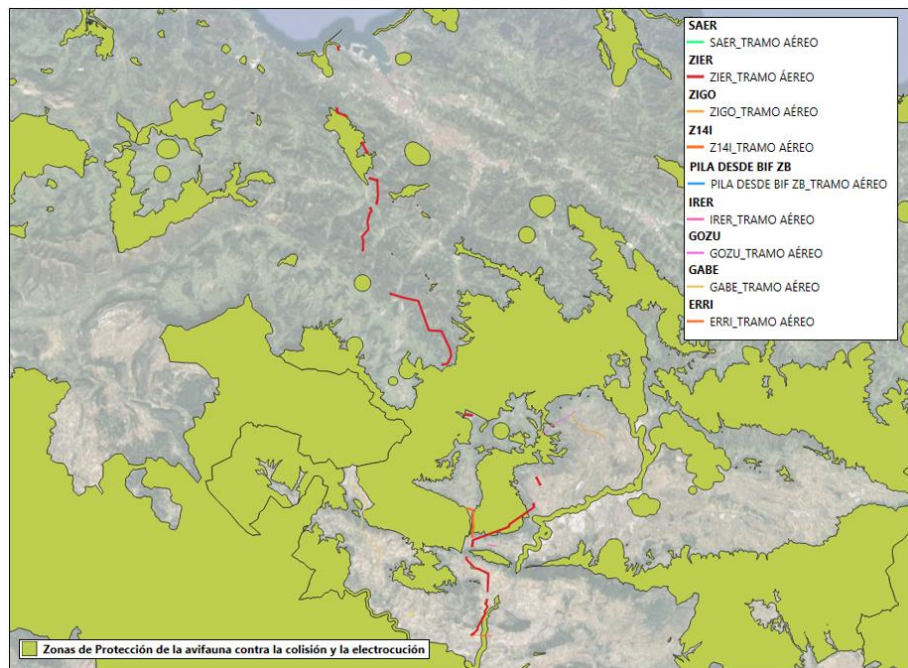 SAER
SAER_TRAMO AÉREO
ZIER
ZIER_TRAMO ÁEREO
ZIGO
ZIGO_TRAMO AÉREO
Z14I
Z14I_TRAMO AÉREO
PILA DESDE BIF ZB
PILA DESDE BIF ZB_TRAMO AÉREO
IRER
IRER_TRAMO AÉREO
GOZU
GOZU_TRAMO AÉREO
GABE
GABE_TRAMO AÉREO
ERRI
ERRI_TRAMO AÉREO
Zonas de Protección de la avifauna contra la colisión y la electrocución